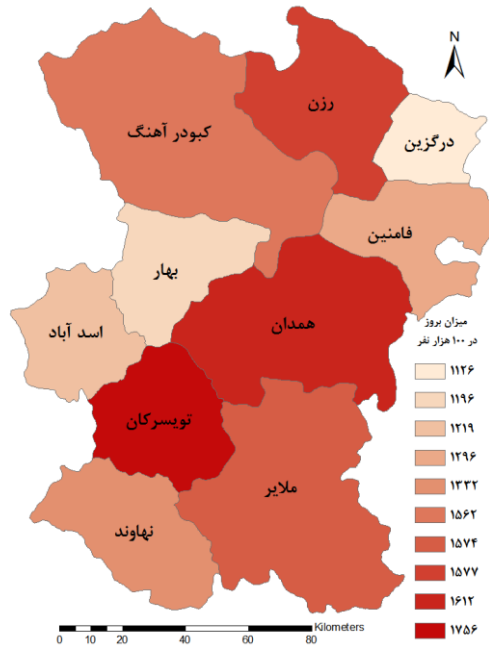 N
رزن
کبودر آهنگ
درگزین
فامنین
بهار
همدان
اسد آباد
تویسرکان
ملایر
نهاوند
میزان بروز
در ۱۰۰ هزار نفر
۱۱۲۶
۱۱۹۶
۱۲۱۹
۱۲۹۶
۱۳۳۲
۱۵۶۲
۱۵۷۴
۱۵۷۷
۱۶۱۲
۱۷۵۶
Kilometers
0 5 10 20 40 60 80